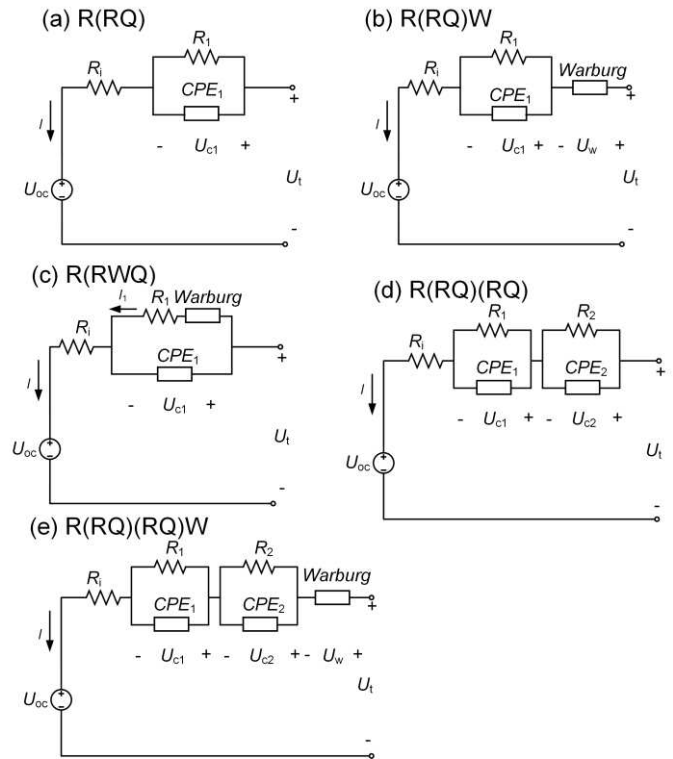 (a) R(RQ)
R1
Ri
CPE1
+
I
- Uc1 +
Uoc
Ut
-
(b) R(RQ)W
R1
Ri
Warburg
CPE1
+
I
- Uc1 + - Uw +
Uoc
Ut
-
(c) R(RWQ)
I1 R1 Warburg
Ri
CPE1
+
I
- Uc1 +
Ut
Uoc
-
(d) R(RQ)(RQ)
R1 R2
Ri
CPE1 CPE2
+
I
- Uc1 + - Uc2 +
Uoc
Ut
-
(e) R(RQ)(RQ)W
R1 R2
Ri
Warburg
CPE1 CPE2
+
I
- Uc1 + - Uc2 + - Uw +
Ut
Uoc
-